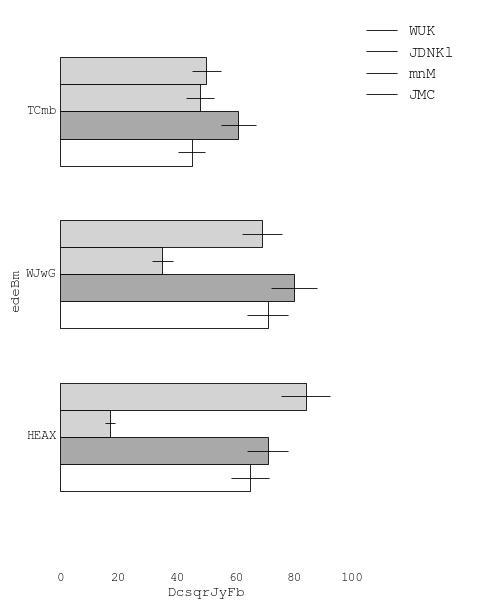 WUK
JDNKl
mnM
JMC
TCmb
WJwG
edeBm
HEAX
0 20 40 60 80 100
DcsqrJyFb